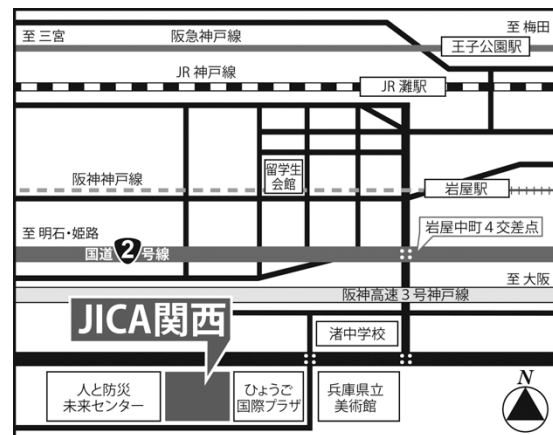 至 三宮
阪急神戸線
至 梅田
王子公園駅
JR 神戸線
JR 灘駅
留学生
会館
阪神神戸線
岩屋駅
至 明石・姫路
岩屋中町4交差点
国道 2 号線
至 大阪
阪神高速3号神戸線
JICA関西
渚中学校
人と防災
未来センター
ひょうご
国際プラザ
兵庫県立
美術館
N